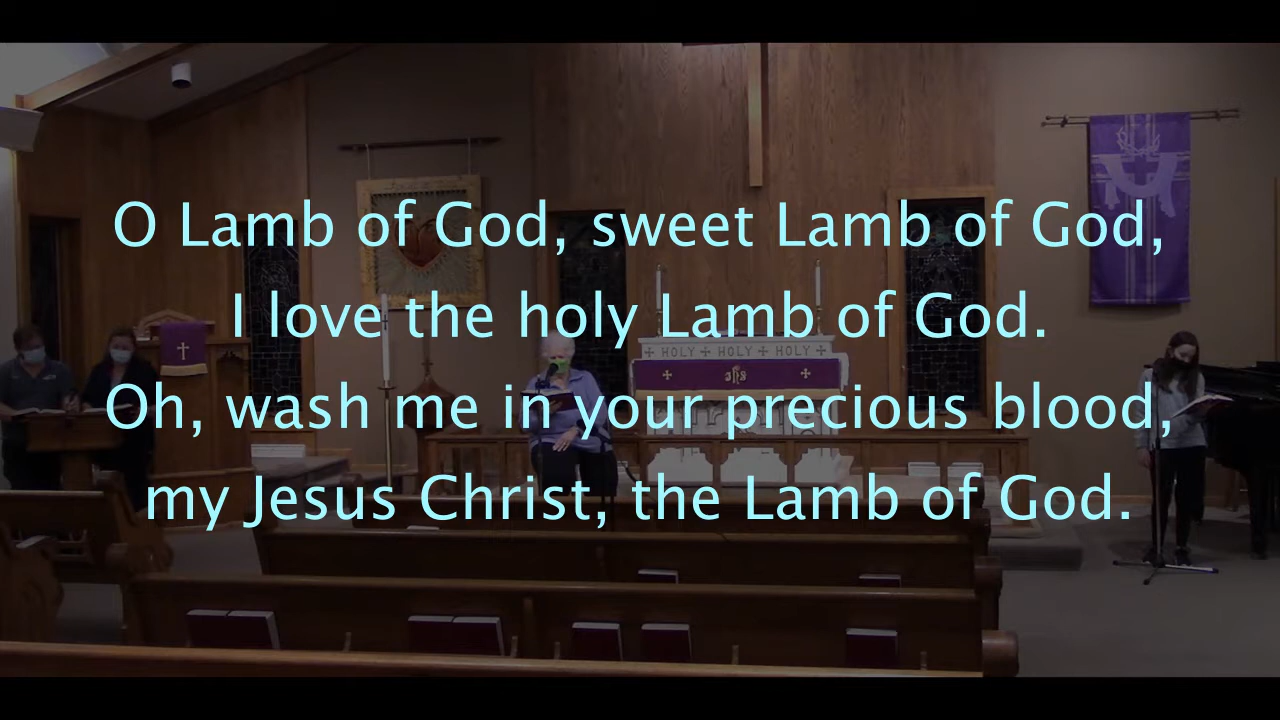 O Lamb of God, sweet Lamb of God,
I love the holy Lamb of God.
HOLY HOLY HOLY
Oh, wash me in your precious blood,
my Jesus Christ, the Lamb of God.